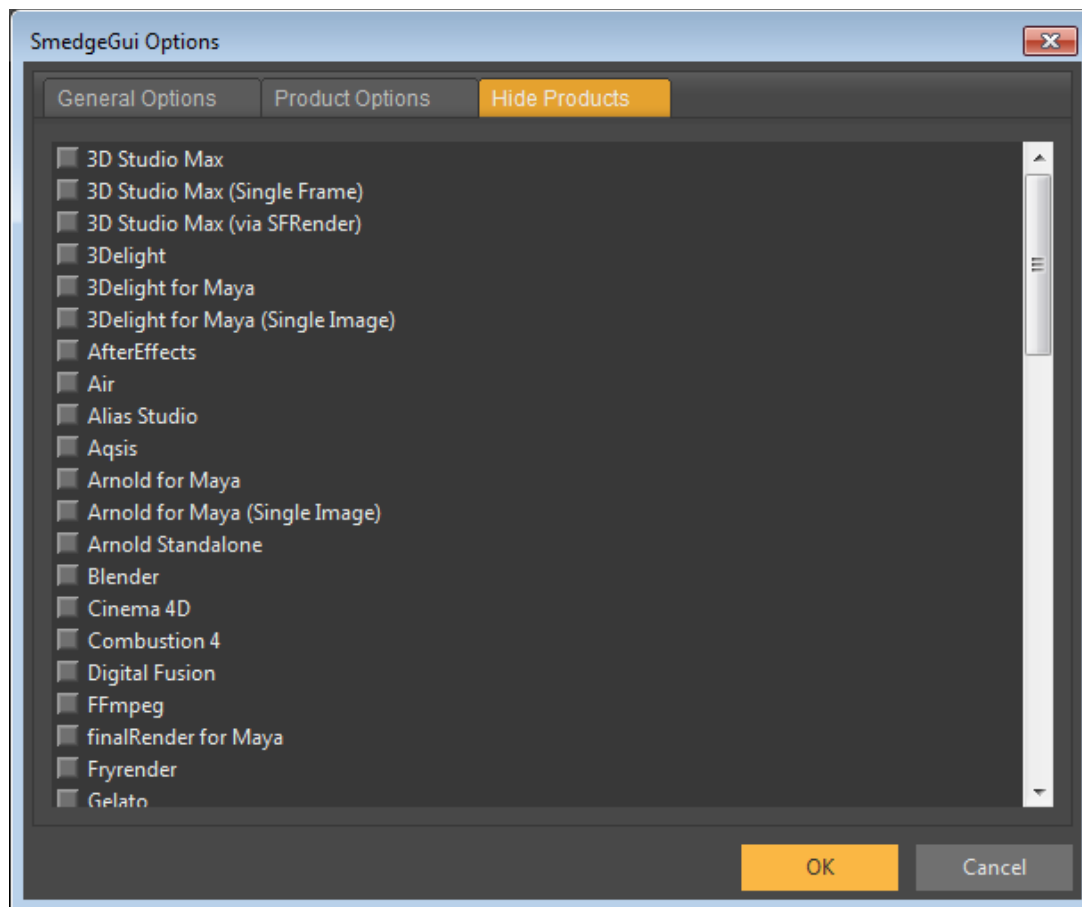 SmedgeGui Options
General Options Product Options Hide Products
3D Studio Max
3D Studio Max (Single Frame)
3D Studio Max (via SFRender)
3Delight
3Delight for Maya
3Delight for Maya (Single Image)
AfterEffects
Air
Alias Studio
Aqsis
Arnold for Maya
Arnold for Maya (Single Image)
Arnold Standalone
Blender
Cinema 4D
Combustion 4
Digital Fusion
FFmpeg
finalRender for Maya
Fryrender
Gelato
OK Cancel